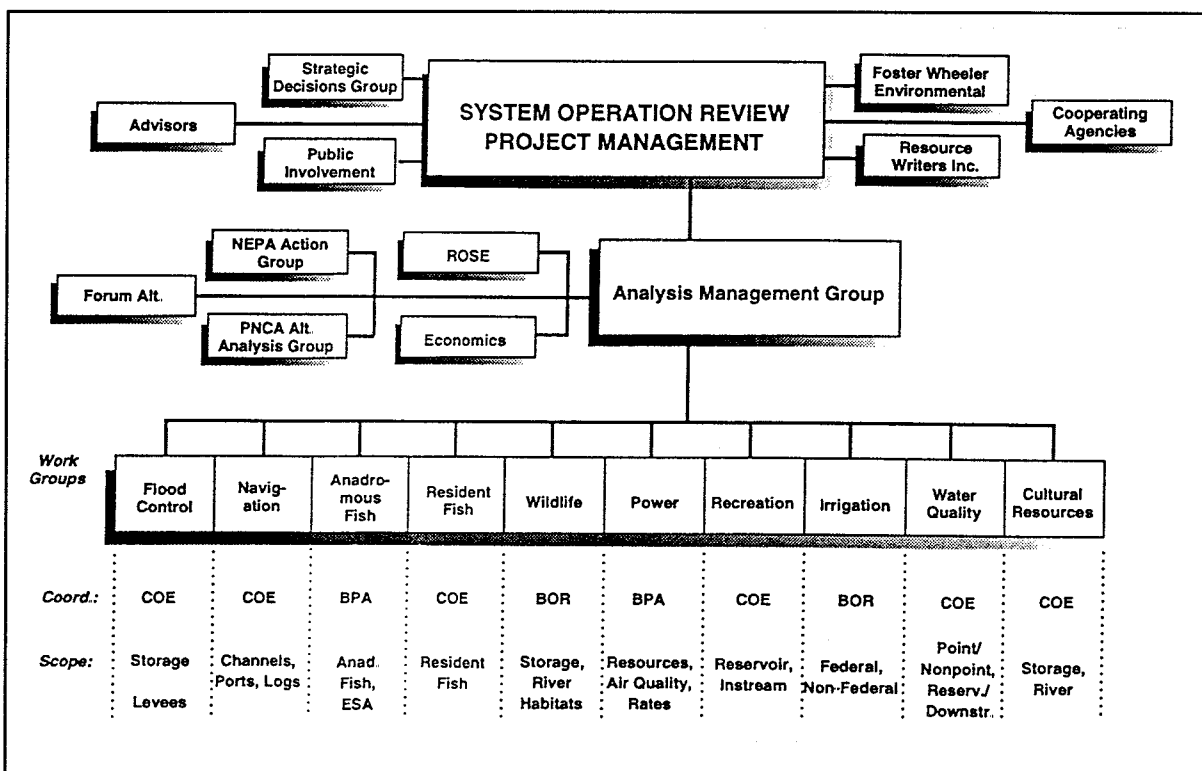 Strategic
Decisions Group
Advisors
Public
Involvement
SYSTEM OPERATION REVIEW
PROJECT MANAGEMENT
Foster Wheeler
Environmental
Cooperating
Agencies
Resource
Writers Inc.
NEPA Action
Group
ROSE
Forum Alt.
PNCA Alt.
Analysis Group
Economics
Analysis Management Group
Work
Groups
Flood
Control
Navig-
ation
Anadro-
mous
Fish
Resident
Fish
Wildlife
Power
Recreation
Irrigation
Water
Quality
Cultural
Resources
Coord.:
COE
COE
BPA
COE
BOR
BPA
COE
BOR
COE
COE
Scope:
Storage
Levees
Channels,
Ports, Logs
Anad.
Fish,
ESA
Resident
Fish
Storage,
River
Habitats
Resources,
Air Quality,
Rates
Reservoir,
Instream
Federal,
Non-Federal
Point/
Nonpoint,
Reserv./
Downstr.
Storage,
River